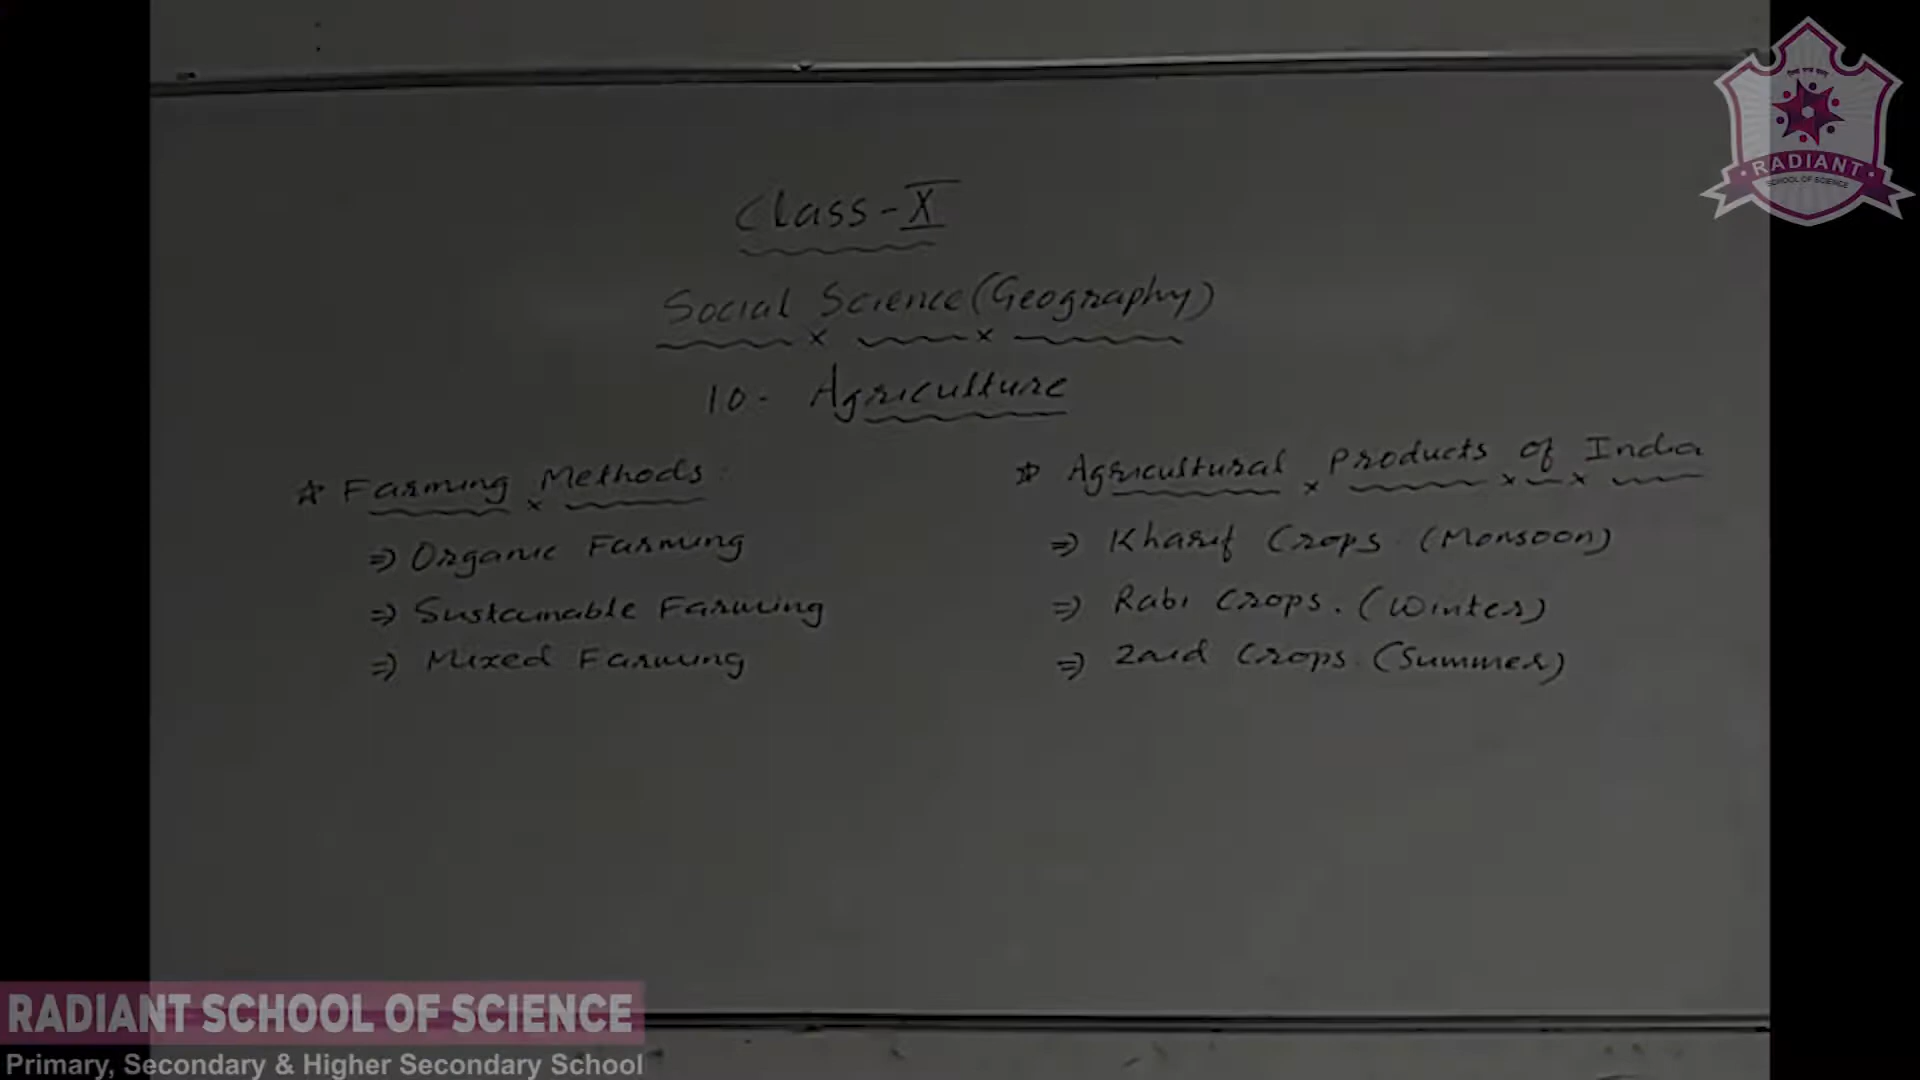 Class-X
Social Science (Geography)
10. Agriculture
☆ Farming Methods:
⇒ Organic Farming
⇒ Sustainable Farming
⇒ Mixed Farming
☆ Agricultural Products of India
⇒ Kharif Crops (Monsoon)
⇒ Rabi Crops. (Winter)
⇒ Zaid Crops (Summer)
RADIANT
SCHOOL OF SCIENCE
RADIANT SCHOOL OF SCIENCE
Primary, Secondary & Higher Secondary School